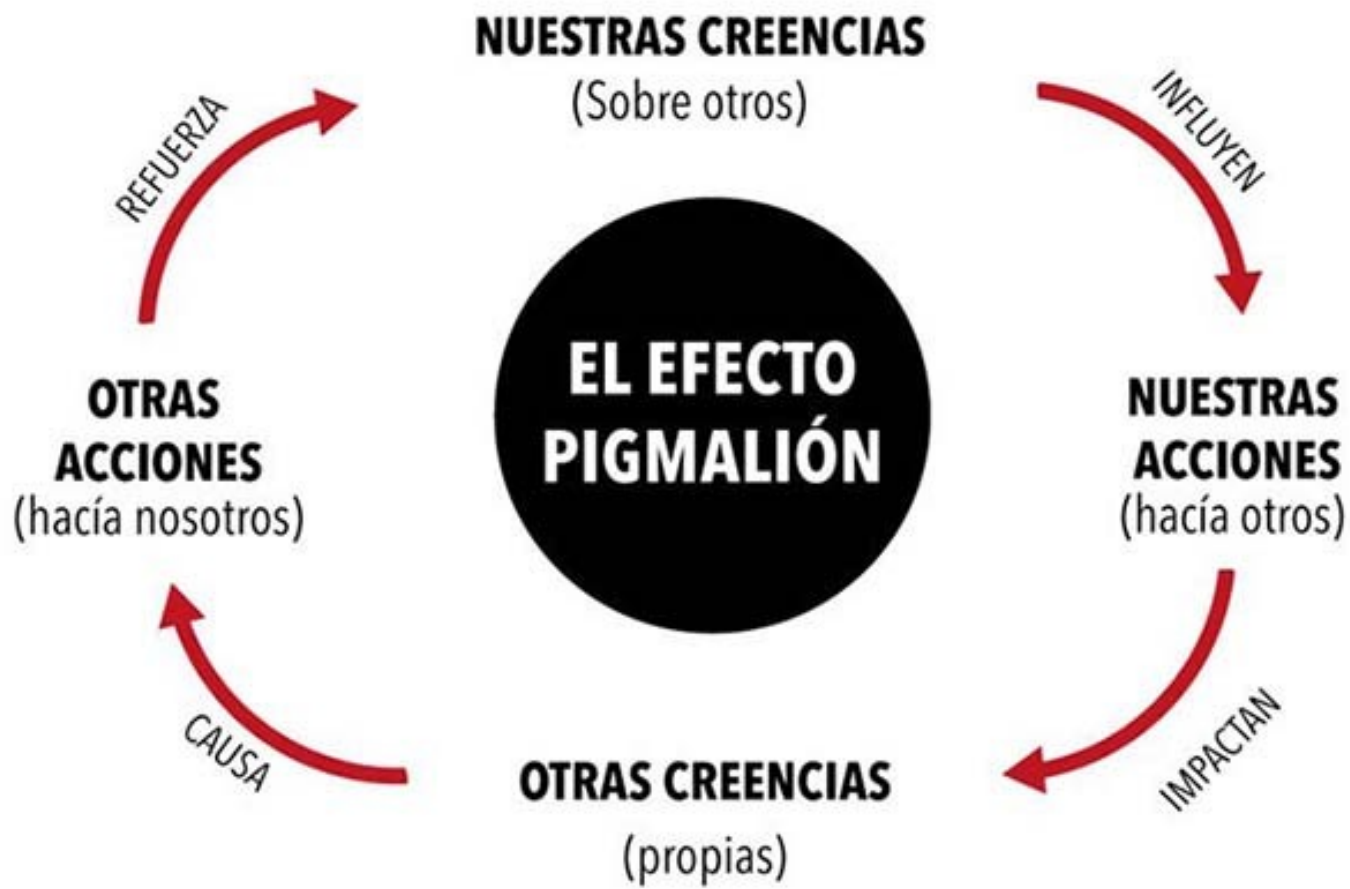 NUESTRAS CREENCIAS
(Sobre otros)
INFLUYEN
NUESTRAS
ACCIONES
(hacía otros)
IMPACTAN
OTRAS CREENCIAS
(propias)
CAUSA
OTRAS
ACCIONES
(hacía nosotros)
REFUERZA
EL EFECTO
PIGMALIÓN